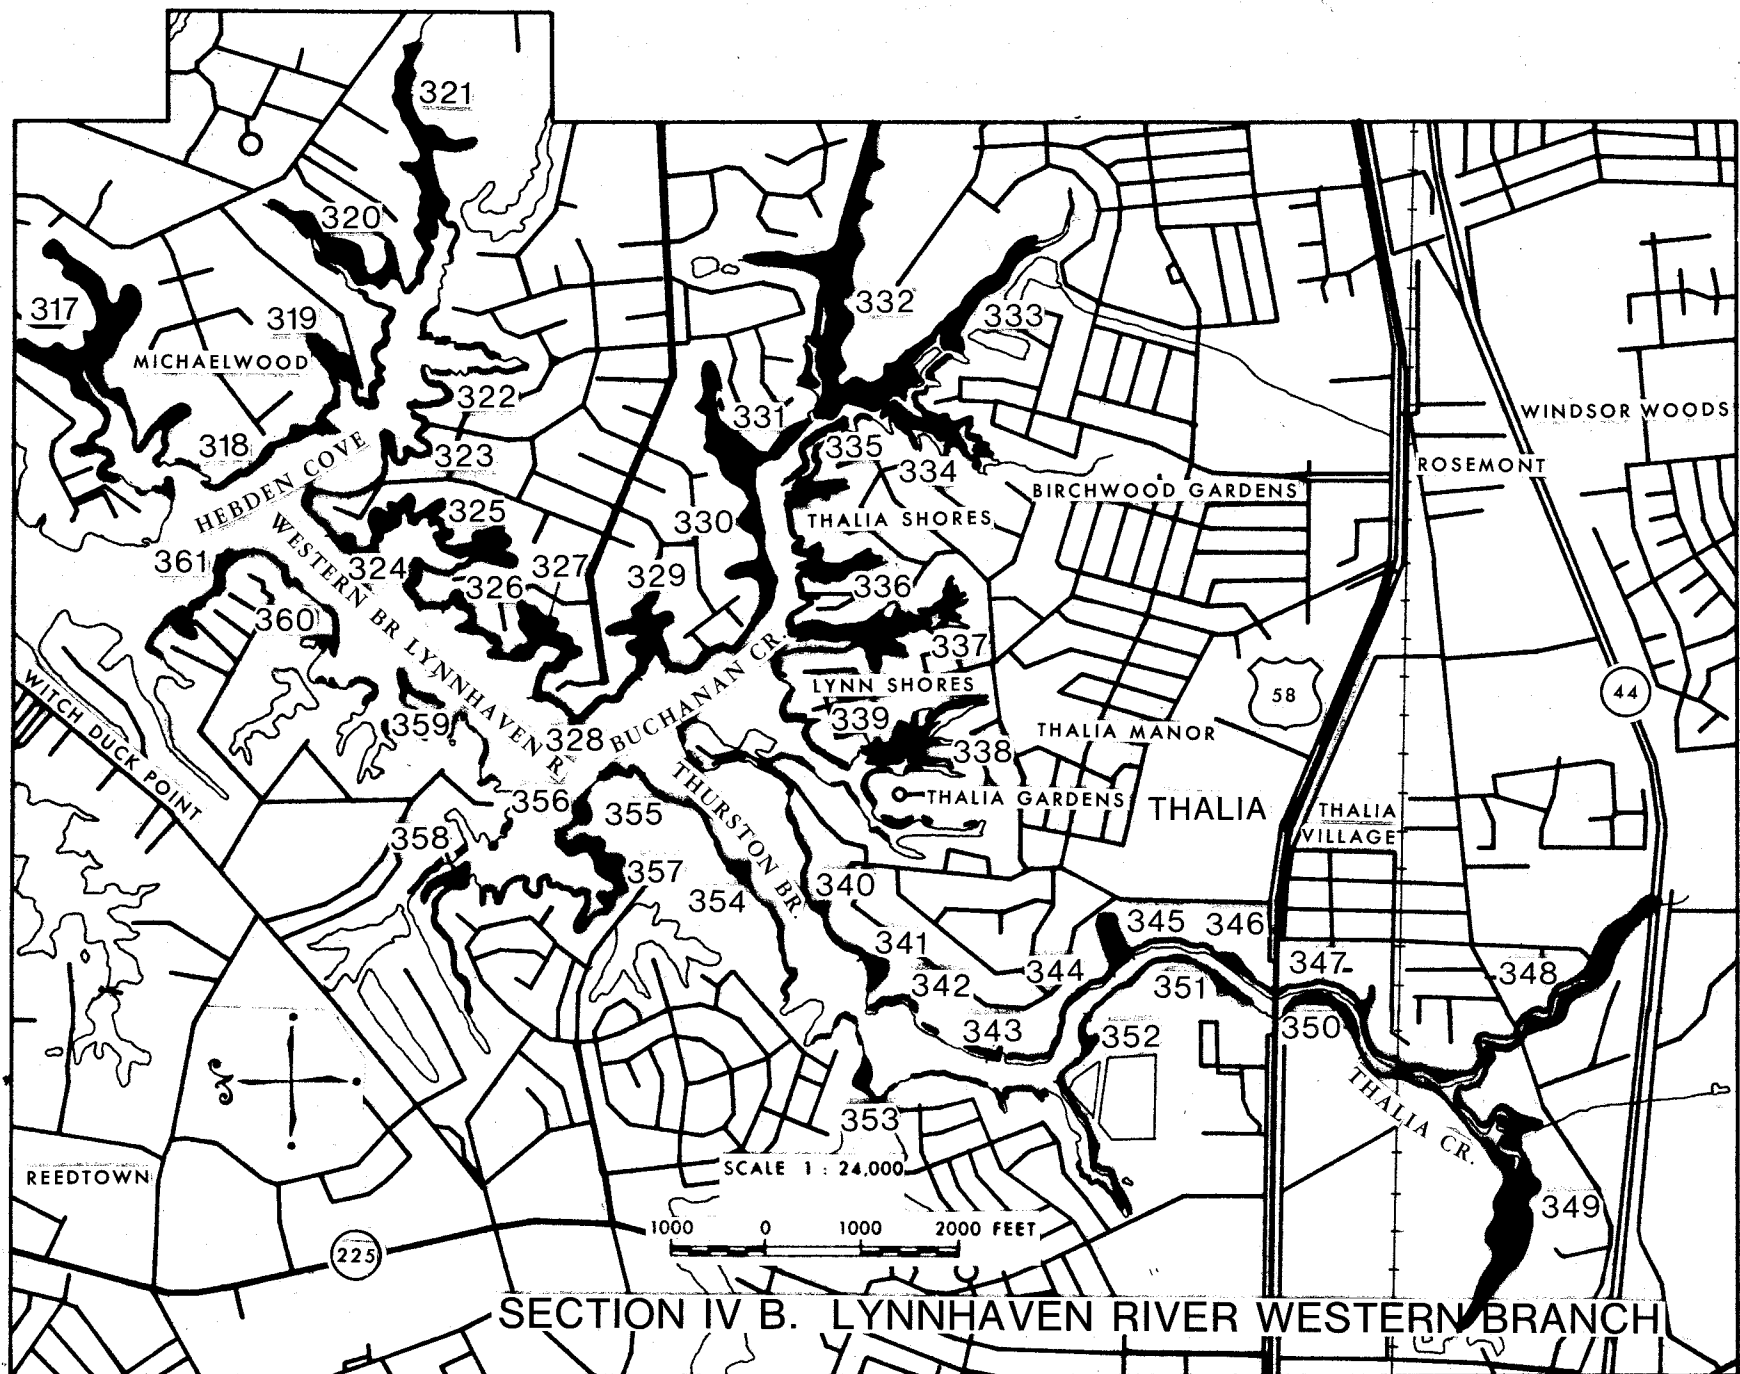 321
320
317
319
332
333
MICHAELWOOD
322
331
WINDSOR WOODS
318
323
335
334
ROSEMONT
HEBDEN COVE
BIRCHWOOD GARDENS
325
330
THALIA SHORES
361
324
326
327
329
336
WESTERN BR LYNNHAVEN R.
360
337
BUCHANAN CR.
LYNN SHORES
58
44
WITCH DUCK POINT
359
339
328
THALIA MANOR
338
356
355
THURSTON BR.
THALIA GARDENS
THALIA
THALIA
VILLAGE
358
357
354
340
345
346
341
347
348
344
342
351
343
352
350
THALIA CR.
353
REEDTOWN
SCALE 1 : 24,000
349
1000 0 1000 2000 FEET
225
SECTION IV B. LYNNHAVEN RIVER WESTERN BRANCH